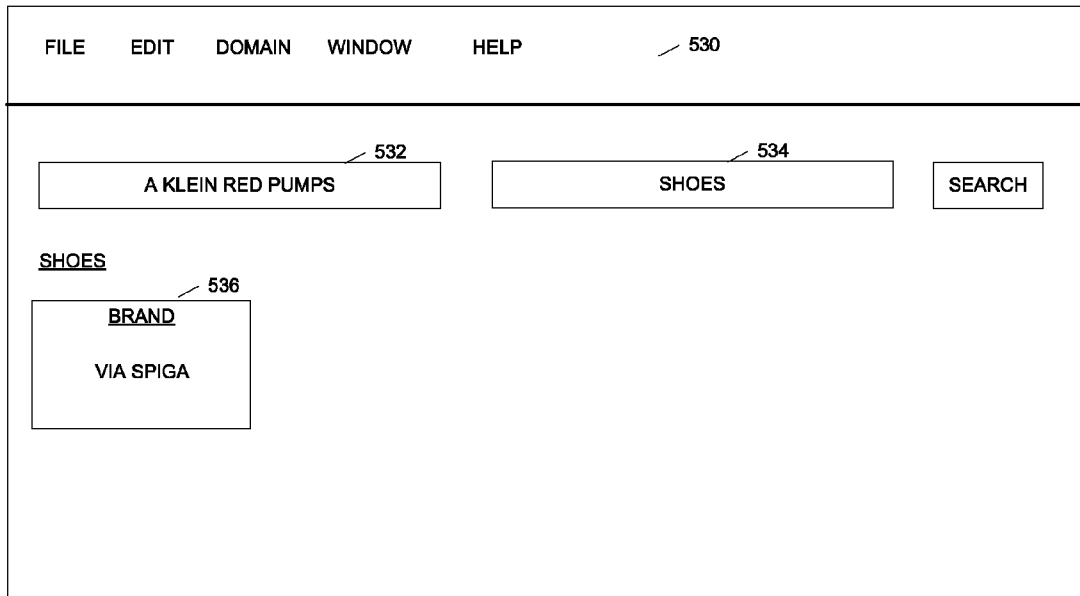 FILE EDIT DOMAIN WINDOW HELP 530
532 534
A KLEIN RED PUMPS SHOES SEARCH
SHOES
536
BRAND
VIA SPIGA